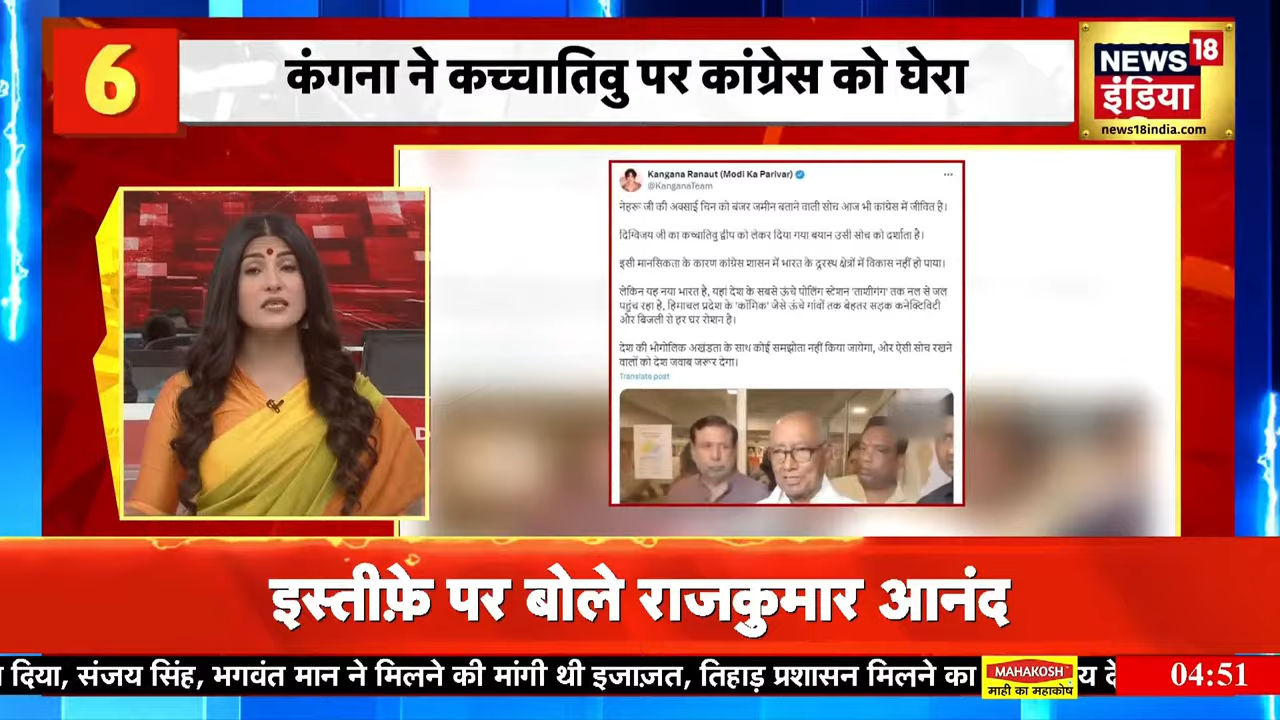 6
कंगना ने कच्चातिवु पर कांग्रेस को घेरा
NEWS 18
इंडिया
news18india.com
Kangana Ranaut (Modi Ka Parivar)
@KanganaTeam
नेहरू जी की अक्साई चिन को बंजर जमीन बताने वाली सोच आज भी कांग्रेस में जीवित है।
दिग्विजय जी का कच्चातिवु द्वीप को लेकर दिया गया बयान उसी सोच को दर्शाता है।
इसी मानसिकता के कारण कांग्रेस शासन में भारत के दूरस्थ क्षेत्रों में विकास नहीं हो पाया।
लेकिन यह नया भारत है, यहां देश के सबसे ऊंचे पोलिंग स्टेशन 'ताशीगंग' तक नल से जल
पहुंच रहा है, हिमाचल प्रदेश के 'कॉमिक' जैसे ऊंचे गांवों तक बेहतर सड़क कनेक्टिविटी
और बिजली से हर घर रोशन है।
देश की भौगोलिक अखंडता के साथ कोई समझोता नहीं किया जायेगा, और ऐसी सोच रखने
वालों को देश जवाब जरूर देगा।
Translate post
इस्तीफ़े पर बोले राजकुमार आनंद
दिया, संजय सिंह, भगवंत मान ने मिलने की मांगी थी इजाज़त, तिहाड़ प्रशासन मिलने का
MAHAKOSH
माही का महाकोष
04:51